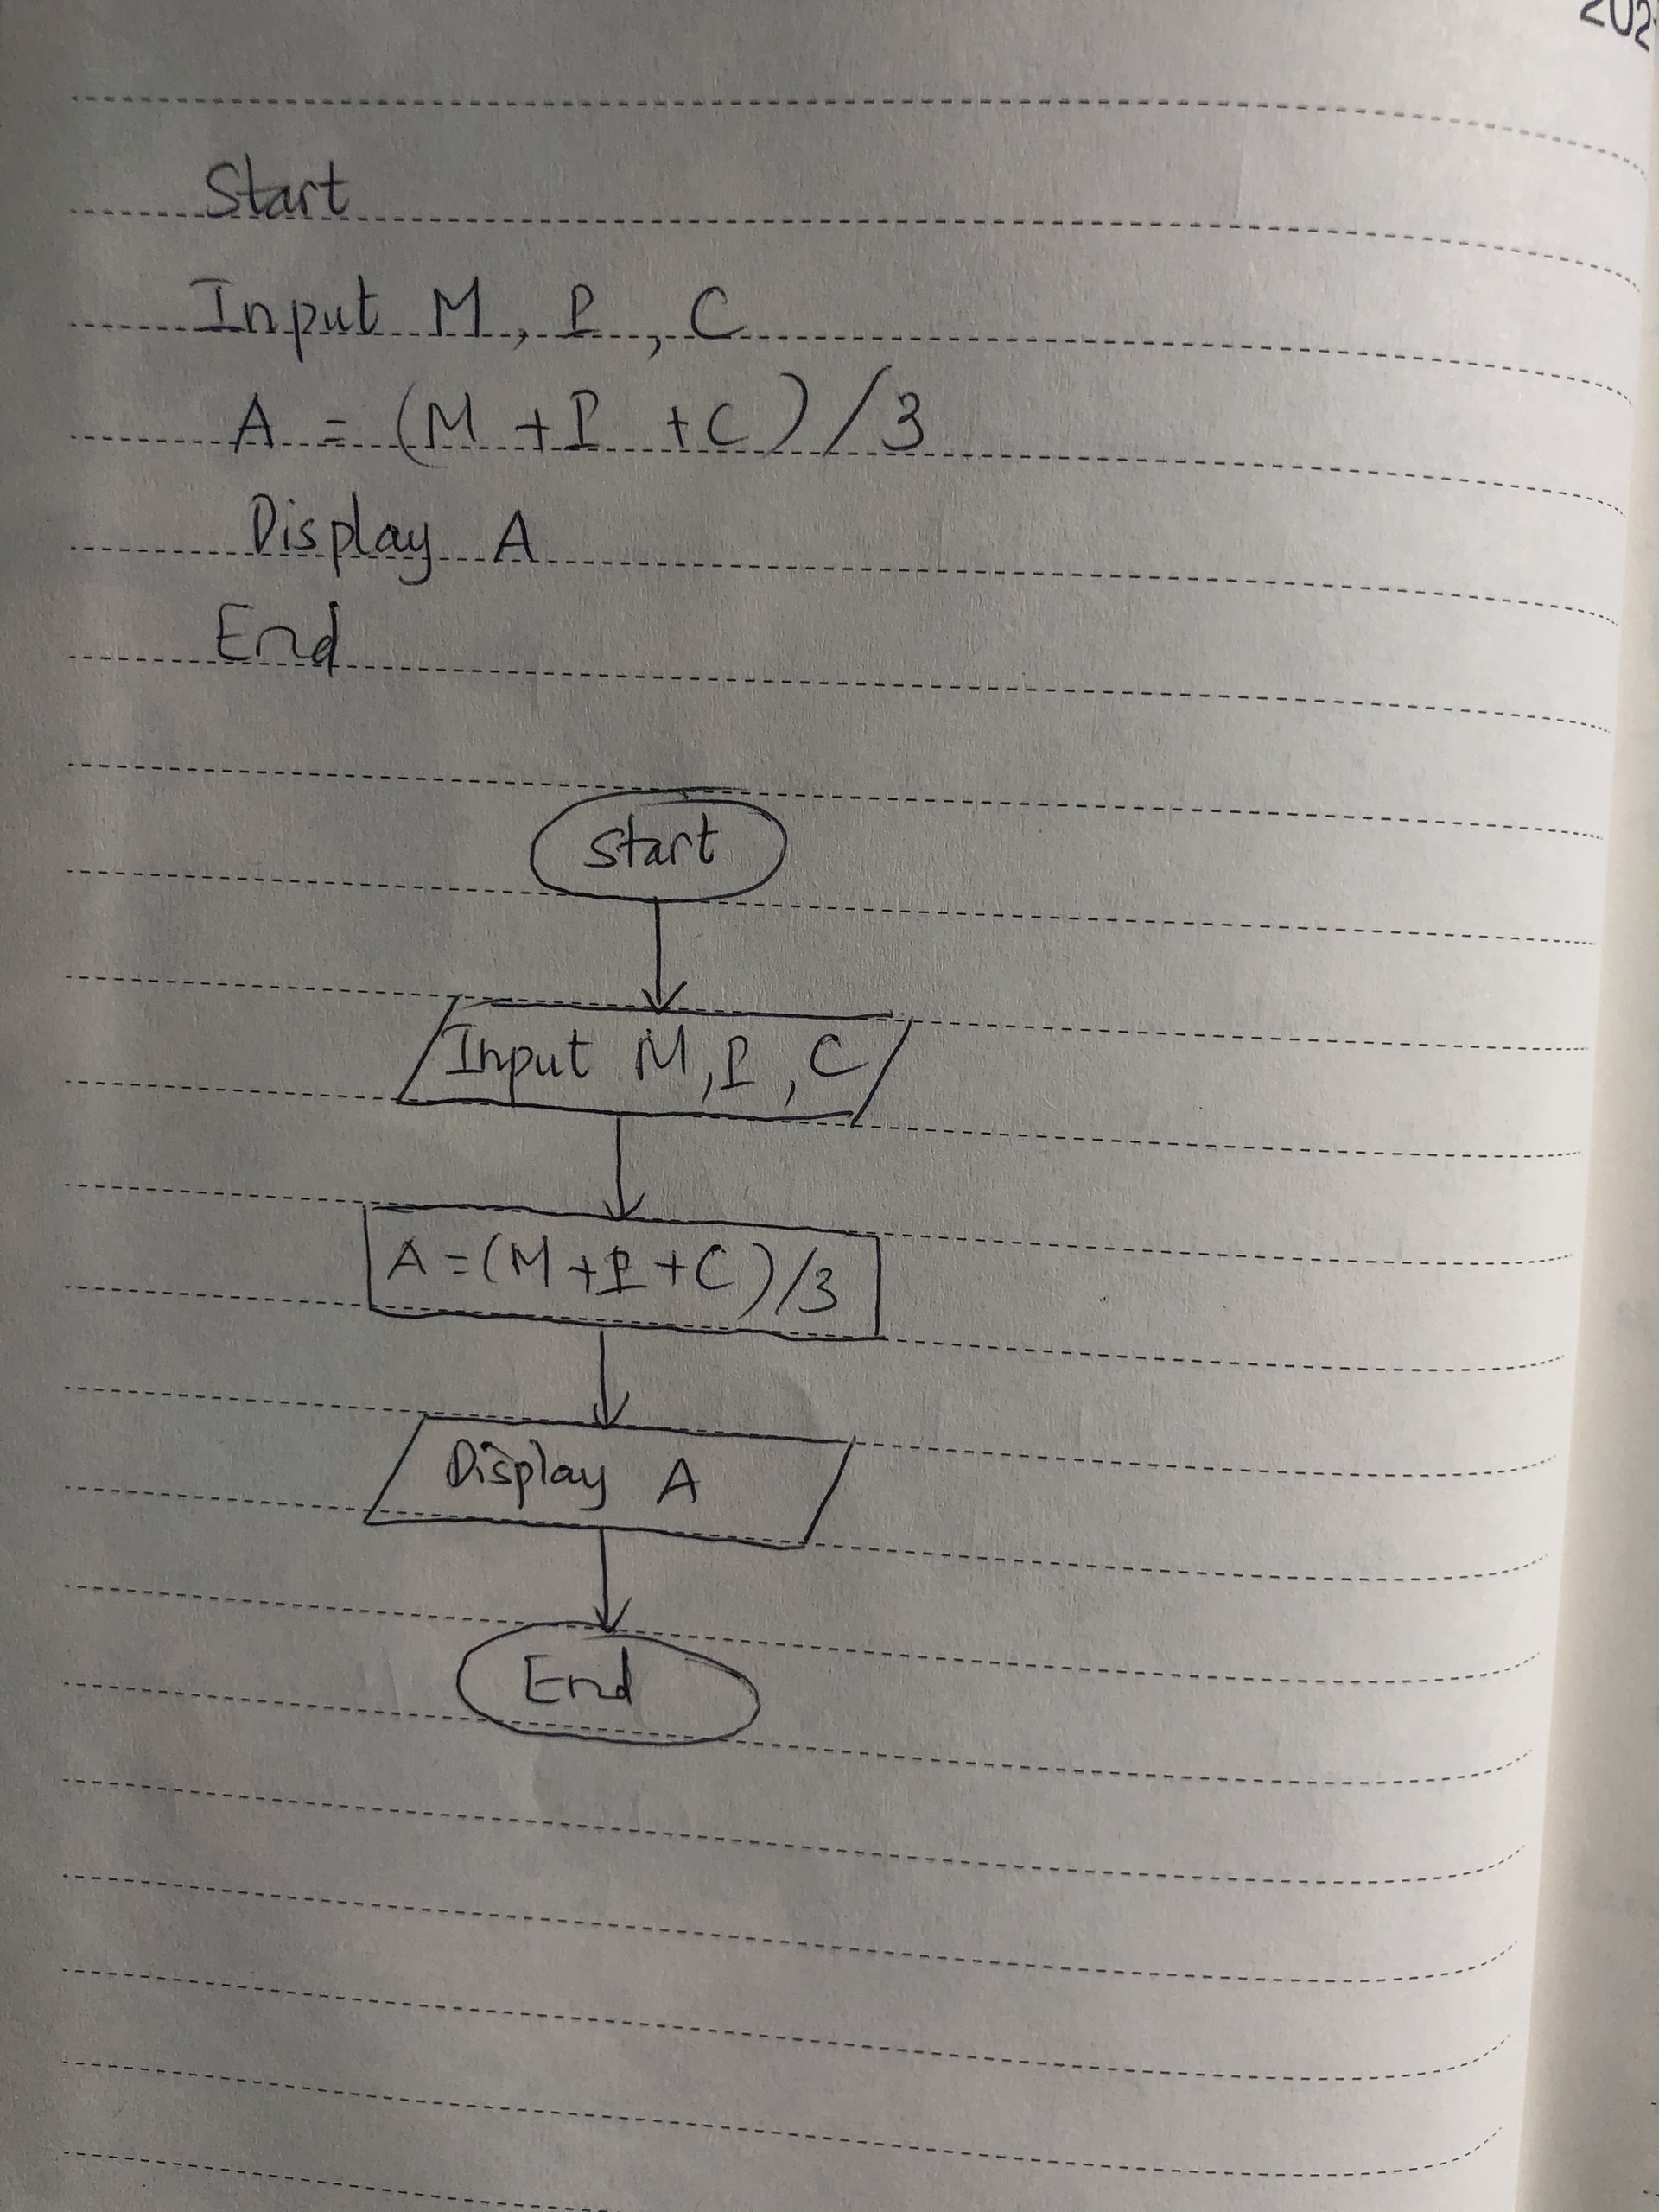 202
Start
Input M, P, C
A = (M + P + C) / 3
Display A
End
Start
Input M, P, C
A = (M + P + C) / 3
Display A
End